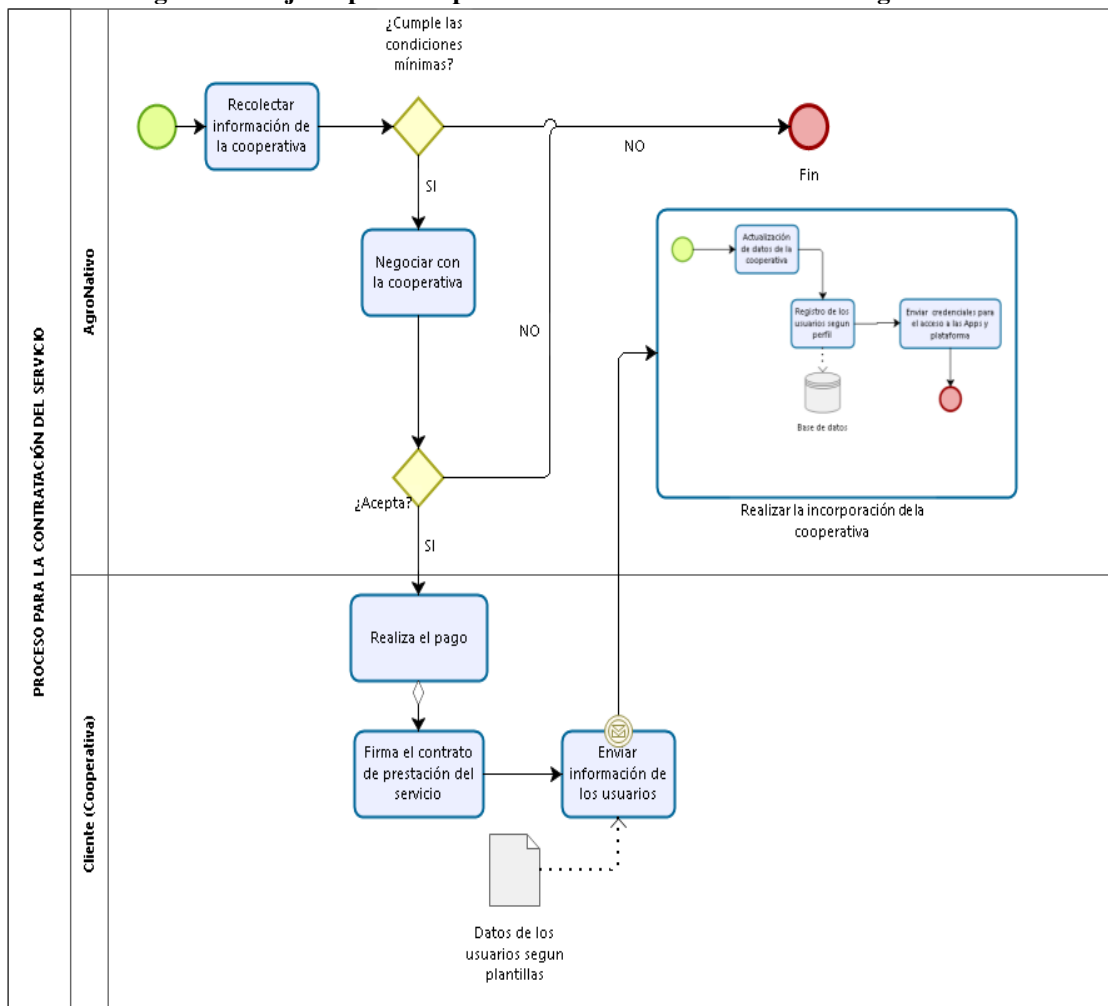 ¿Cumple las
condiciones
mínimas?
PROCESO PARA LA CONTRATACIÓN DEL SERVICIO
AgroNativo
Recolectar
información de
la cooperativa
NO
Fin
SI
Negociar con
la cooperativa
NO
Actualización
de datos de la
cooperativa
Registro de los
usuarios segun
perfil
Enviar credenciales para
el acceso a las Apps y
plataforma
Base de datos
Realizar la incorporación dela
cooperativa
¿Acepta?
SI
Cliente (Cooperativa)
Realiza el pago
Firma el contrato
de prestación del
servicio
Enviar
información de
los usuarios
Datos de los
usuarios segun
plantillas